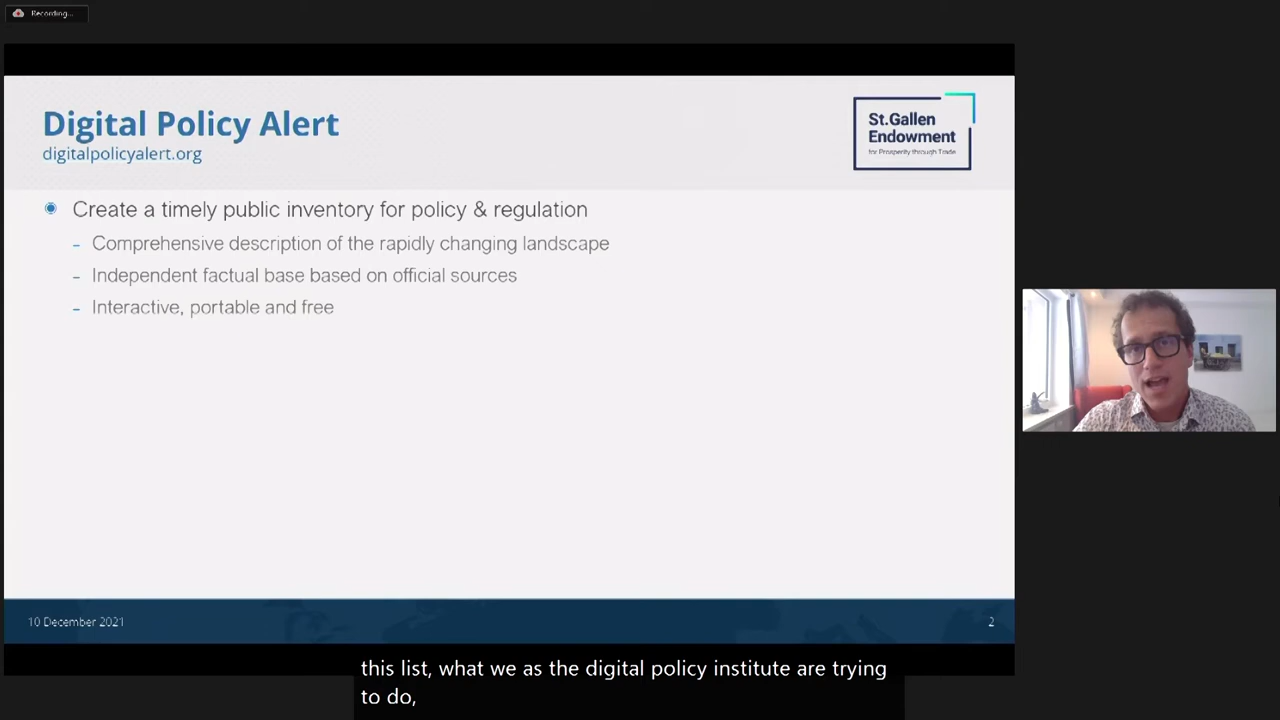 Recording...
Digital Policy Alert
digitalpolicyalert.org
St.Gallen
Endowment
for Prosperity through Trade
Create a timely public inventory for policy & regulation
- Comprehensive description of the rapidly changing landscape
- Independent factual base based on official sources
- Interactive, portable and free
10 December 2021
2
this list, what we as the digital policy institute are trying
to do,